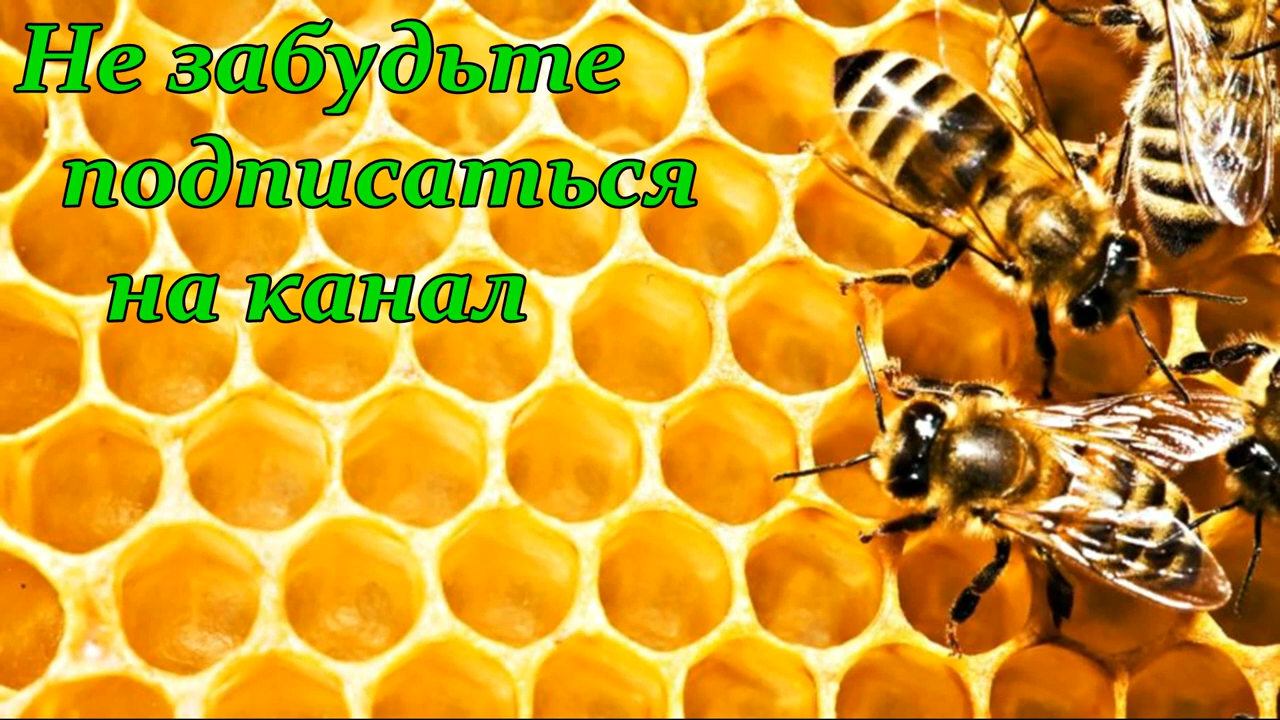 Не забудьте
подписаться
на канал